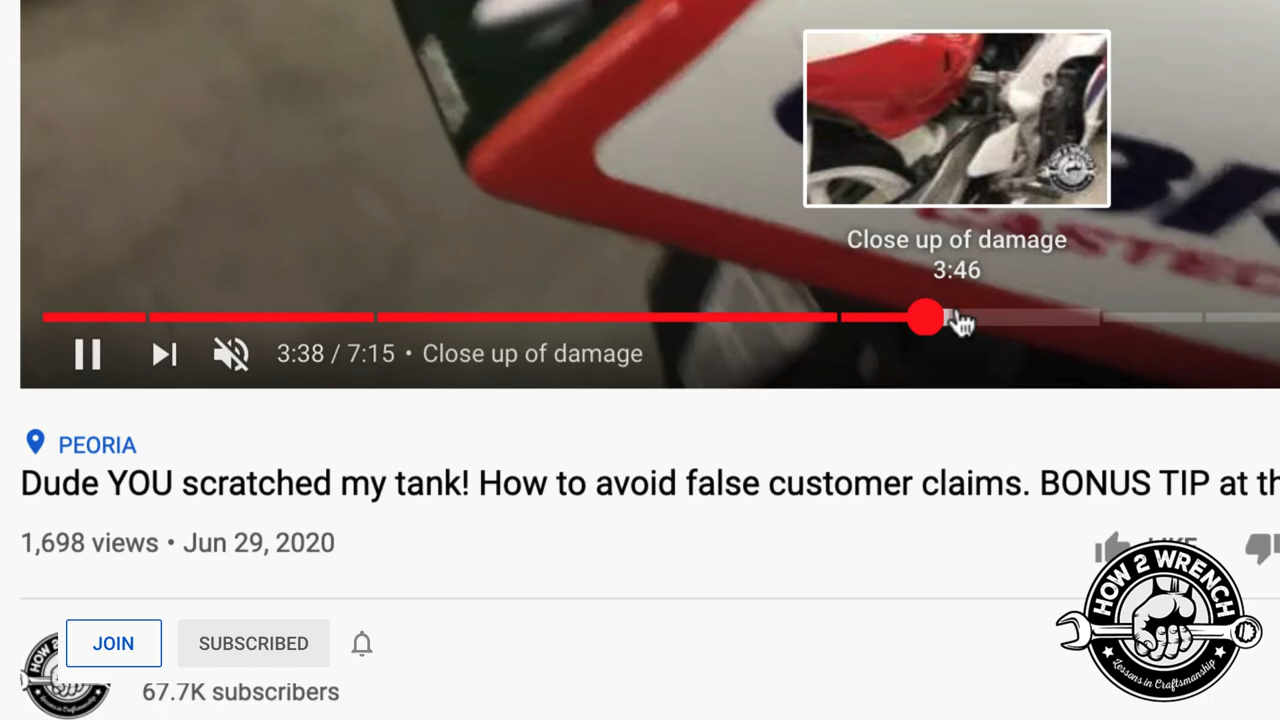 Close up of damage
3:46
3:38 / 7:15 • Close up of damage
PEORIA
Dude YOU scratched my tank! How to avoid false customer claims. BONUS TIP at th
1,698 views • Jun 29, 2020
LIKE
HOW 2 WRENCH
Lessons in Craftsmanship
JOIN
SUBSCRIBED
67.7K subscribers